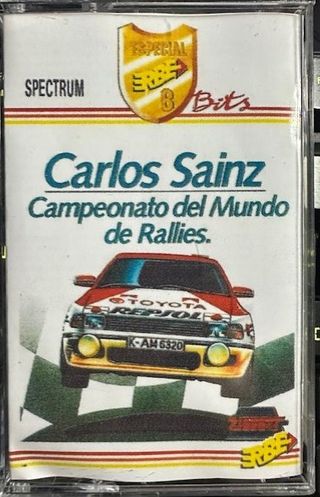 ESPECIAL
ERBE
8
Bits
SPECTRUM
Carlos Sainz
Campeonato del Mundo
de Rallies.
TOYOTA
REPSOL
K-AM 6320
ZIGURAT
ERBE